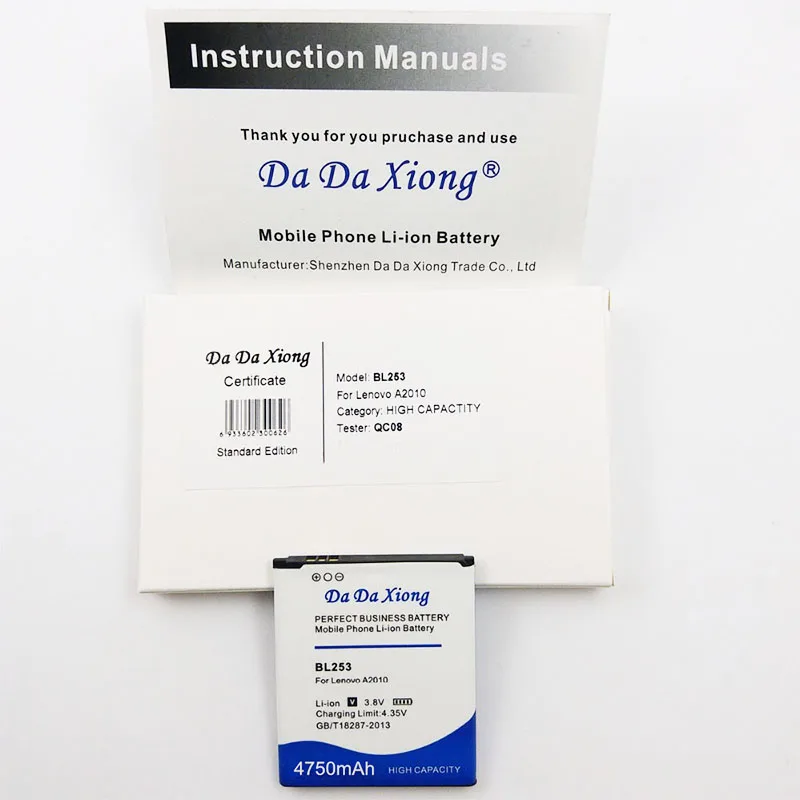 Instruction Manuals
Thank you for you pruchase and use
Da Da Xiong®
Mobile Phone Li-ion Battery
Manufacturer:Shenzhen Da Da Xiong Trade Co., Ltd
Da Da Xiong
Certificate
6 933602 300626
Standard Edition
Model: BL253
For Lenovo A2010
Category: HIGH CAPACTITY
Tester: QC08
Da Da Xiong
PERFECT BUSINESS BATTERY
Mobile Phone Li-ion Battery
BL253
For Lenovo A2010
Li-ion V 3.8V
Charging Limit:4.35V
GB/T18287-2013
4750mAh HIGH CAPACITY